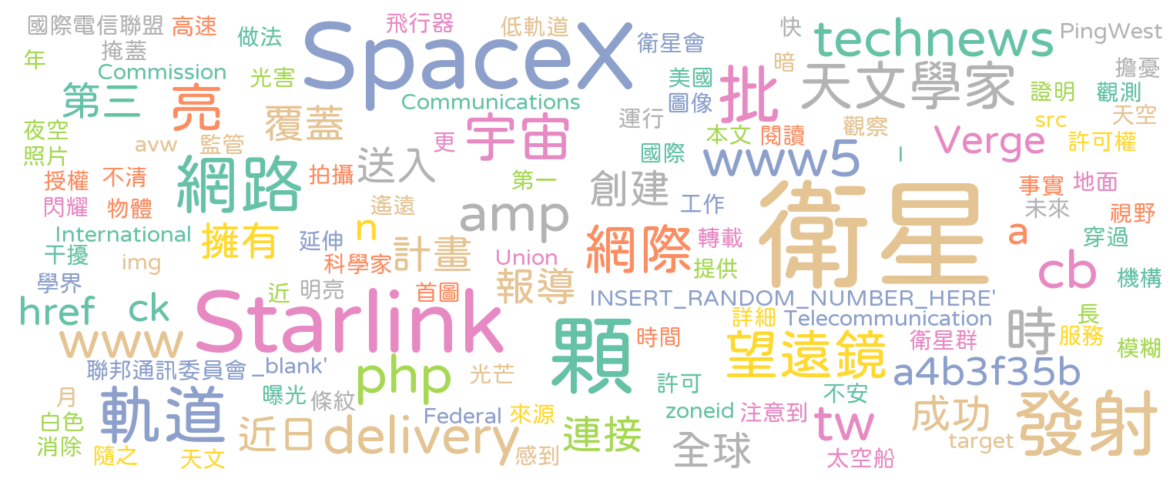 國際電信聯盟 高速 做法 飛行器 低軌道 衛星會 快 technews PingWest
掩蓋 SpaceX
年 Commission 光害 美國 批 暗 天文學家 擔憂
第三 亮 覆蓋 Communications 圖像 證明 觀測
夜空 avw 監管 更 宇宙 運行 本文 閱讀 觀察 src 天空
照片 網路 送入 國際 www5 Verge 許可權
授權 不清 拍攝 第一 創建 l
閃耀 物體 遙遠 amp 工作 衛星 事實 地面
International 擁有 n 延伸 計畫 網際 轉載 a 未來 視野
干擾 img 科學家 Union 提供 穿過
學界 近 明亮 首圖 報導 cb 機構
href ck Starlink INSERT_RANDOM_NUMBER_HERE'
www 顆 時間 詳細 Telecommunication 時 長
聯邦通訊委員會 _blank' php 光芒 望遠鏡 衛星群 服務 模糊
月 軌道 曝光 條紋 許可 a4b3f35b
白色 近日 delivery Federal 來源 zoneid 注意到 不安 tw 成功 發射
消除 隨之 天文 感到 連接 全球 太空船 target